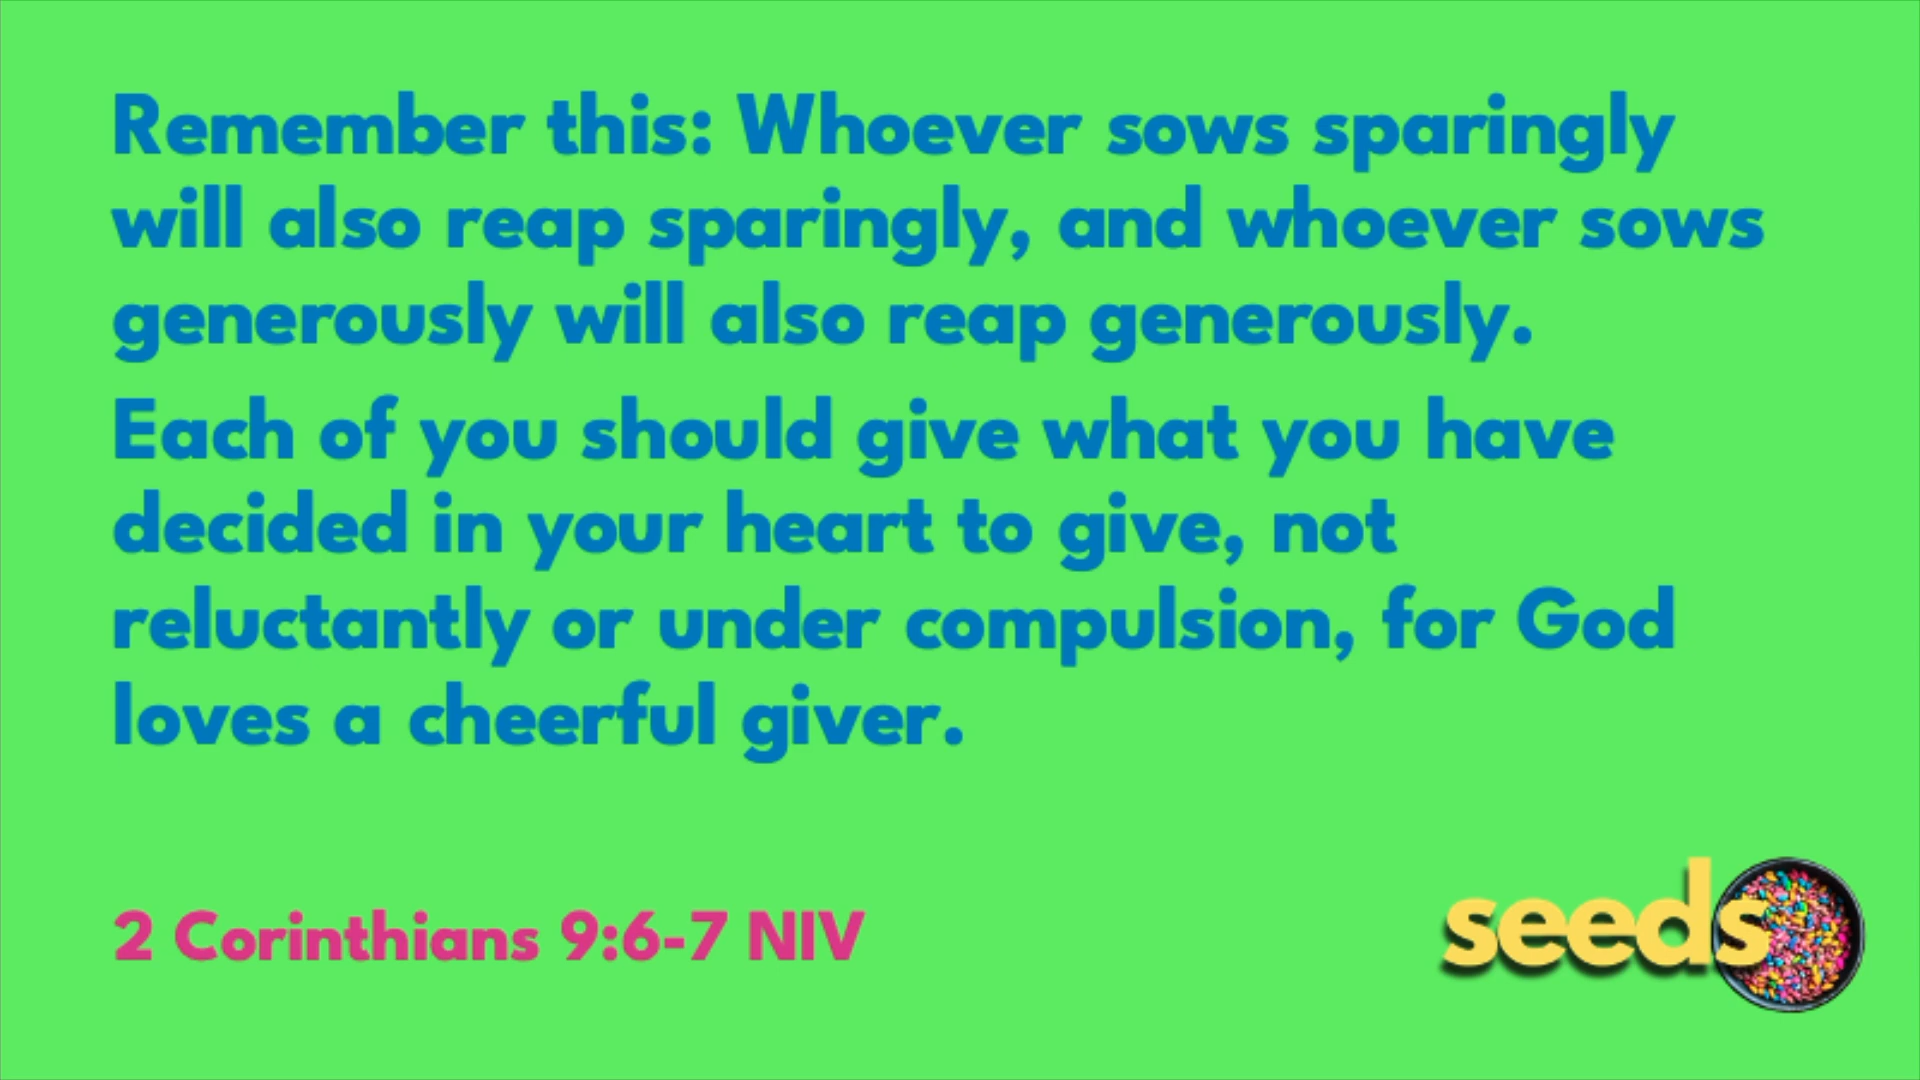 Remember this: Whoever sows sparingly
will also reap sparingly, and whoever sows
generously will also reap generously.
Each of you should give what you have
decided in your heart to give, not
reluctantly or under compulsion, for God
loves a cheerful giver.
2 Corinthians 9:6-7 NIV
seeds